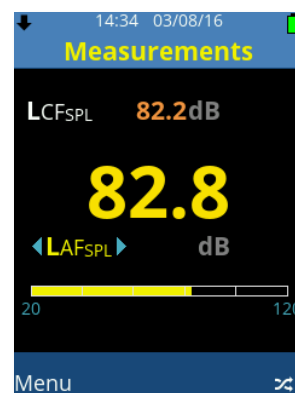 14:34 03/08/16
Measurements
LCFSPL 82.2dB
82.8
LAFSPL dB
20 120
Menu